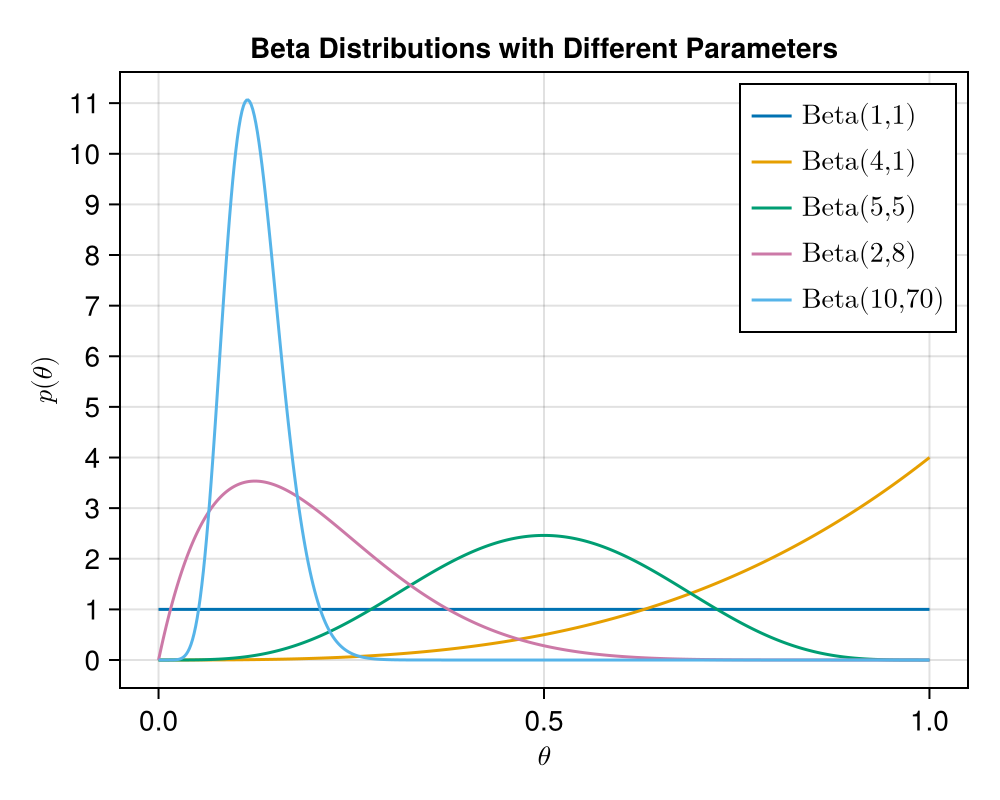 Beta Distributions with Different Parameters
11
10
9
8
7
6
5
4
3
2
1
0
p(θ)
Beta(1,1)
Beta(4,1)
Beta(5,5)
Beta(2,8)
Beta(10,70)
0.0
0.5
1.0
θ